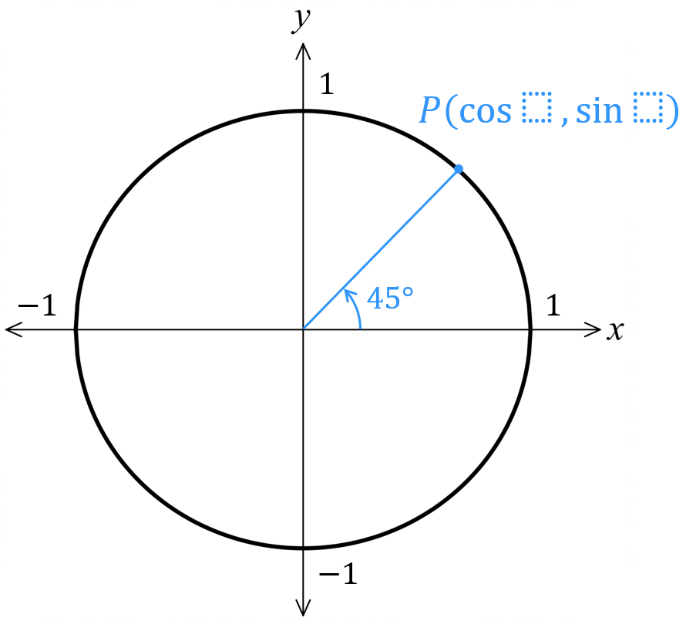 y
1
P(cos ⬚ , sin ⬚)
45°
−1
1
x
−1